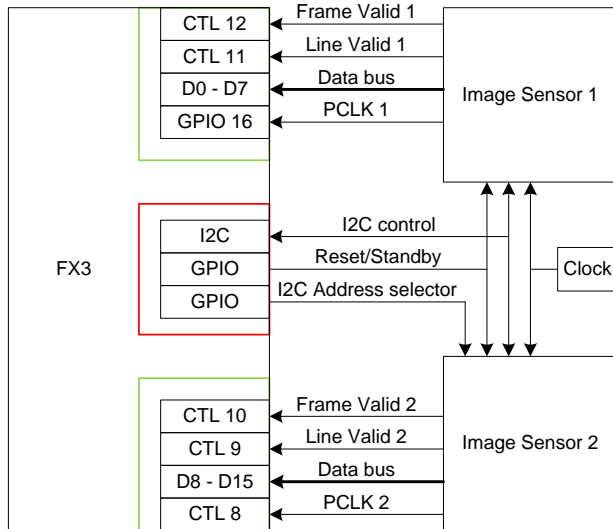 CTL 12
Frame Valid 1
CTL 11
Line Valid 1
D0 - D7
Data bus
GPIO 16
PCLK 1
Image Sensor 1
FX3
I2C
I2C control
GPIO
Reset/Standby
GPIO
I2C Address selector
Clock
CTL 10
Frame Valid 2
CTL 9
Line Valid 2
D8 - D15
Data bus
CTL 8
PCLK 2
Image Sensor 2